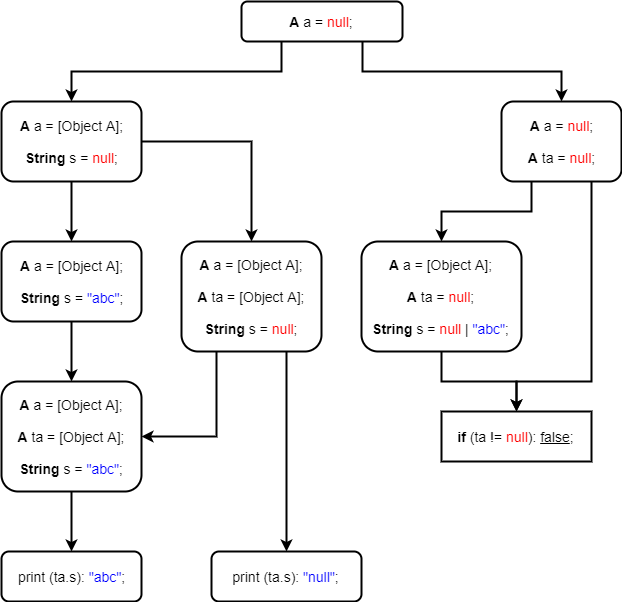 A a = null;
A a = [Object A];
String s = null;
A a = null;
A ta = null;
A a = [Object A];
String s = "abc";
A a = [Object A];
A ta = [Object A];
String s = null;
A a = [Object A];
A ta = null;
String s = null | "abc";
A a = [Object A];
A ta = [Object A];
String s = "abc";
if (ta != null): false;
print (ta.s): "abc";
print (ta.s): "null";